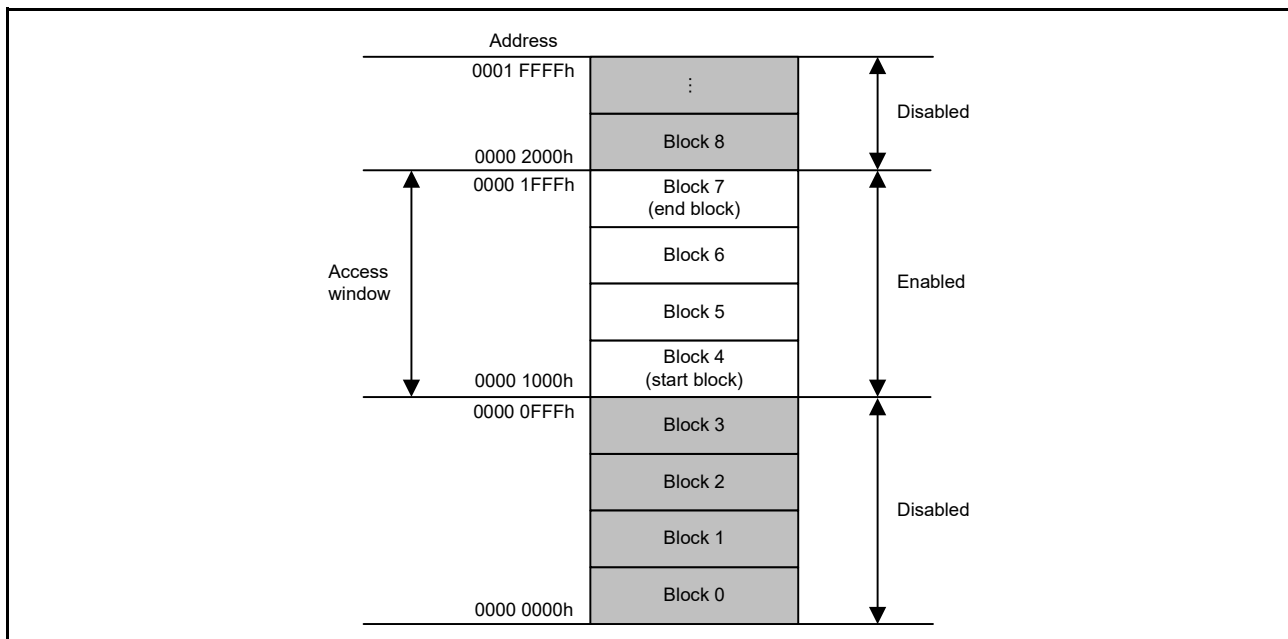 Address
0001 FFFFh
⋮
Disabled
Block 8
0000 2000h
0000 1FFFh
Block 7
(end block)
Block 6
Access
window
Enabled
Block 5
Block 4
(start block)
0000 1000h
0000 0FFFh
Block 3
Block 2
Disabled
Block 1
Block 0
0000 0000h